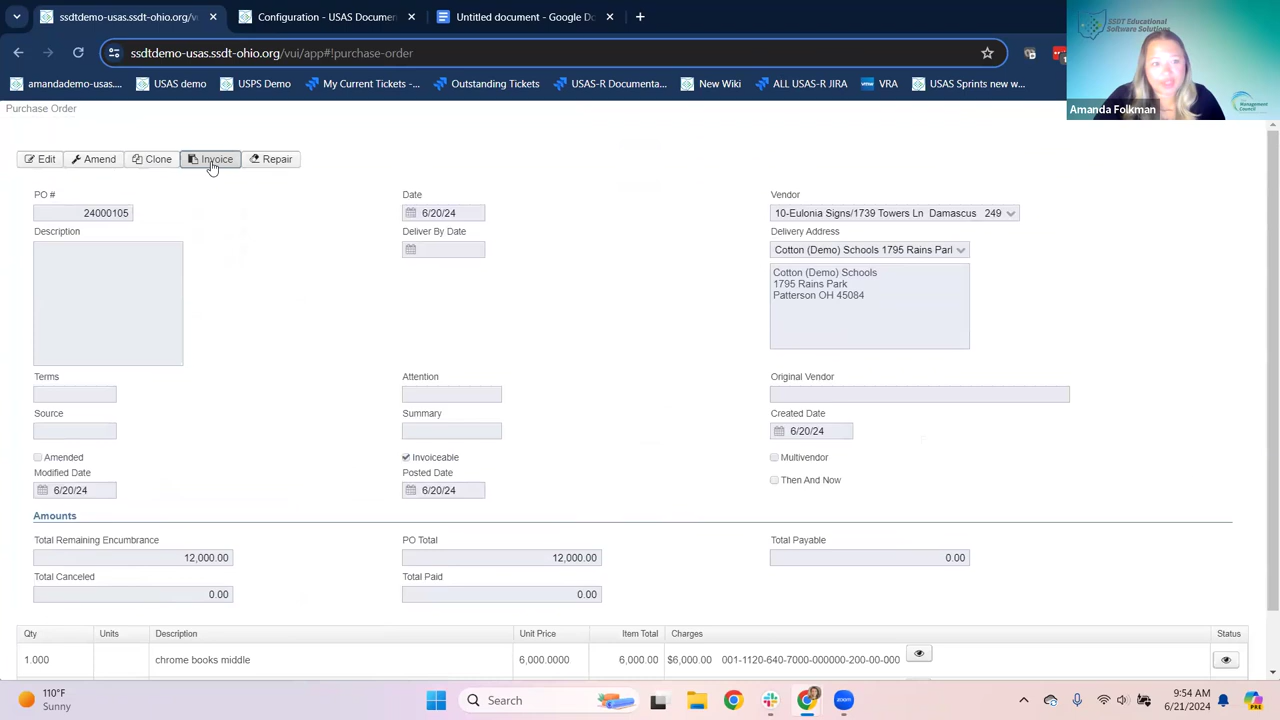 ssdtdemo-usas.ssdt-ohio.org/v
Configuration - USAS Documen
Untitled document - Google Do
ssdtdemo-usas.ssdt-ohio.org/vui/app#!purchase-order
amandademo-usas....
USAS demo
USPS Demo
My Current Tickets -...
Outstanding Tickets
USAS-R Documentat...
New Wiki
ALL USAS-R JIRA
VRA
USAS Sprints new w...
SSDT Educational
Software Solutions
Management
Council
Amanda Folkman
Purchase Order
Edit
Amend
Clone
Invoice
Repair
PO #
Date
Vendor
24000105
6/20/24
10-Eulonia Signs/1739 Towers Ln Damascus 249
Description
Deliver By Date
Delivery Address
Cotton (Demo) Schools 1795 Rains Parl
Cotton (Demo) Schools
1795 Rains Park
Patterson OH 45084
Terms
Attention
Original Vendor
Source
Summary
Created Date
6/20/24
Amended
Invoiceable
Multivendor
Modified Date
Posted Date
Then And Now
6/20/24
6/20/24
Amounts
Total Remaining Encumbrance
PO Total
Total Payable
12,000.00
12,000.00
0.00
Total Canceled
Total Paid
0.00
0.00
Qty
Units
Description
Unit Price
Item Total
Charges
Status
1.000
chrome books middle
6,000.0000
6,000.00
$6,000.00 001-1120-640-7000-000000-200-00-000
110°F
Sunny
Search
zoom
9:54 AM
6/21/2024
PRE